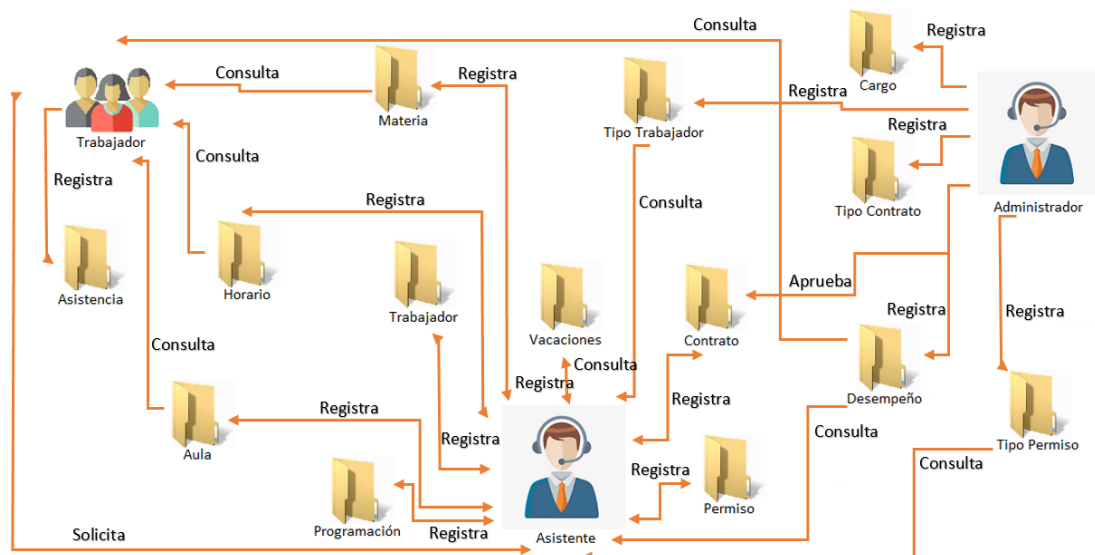 Consulta
Registra
Cargo
Consulta
Registra
Registra
Materia
Tipo Trabajador
Registra
Trabajador
Consulta
Registra
Registra
Consulta
Tipo Contrato
Administrador
Asistencia
Horario
Trabajador
Aprueba
Vacaciones
Contrato
Registra
Registra
Consulta
Consulta
Registra
Desempeño
Registra
Registra
Aula
Registra
Consulta
Tipo Permiso
Registra
Consulta
Permiso
Programación
Registra
Solicita
Asistente